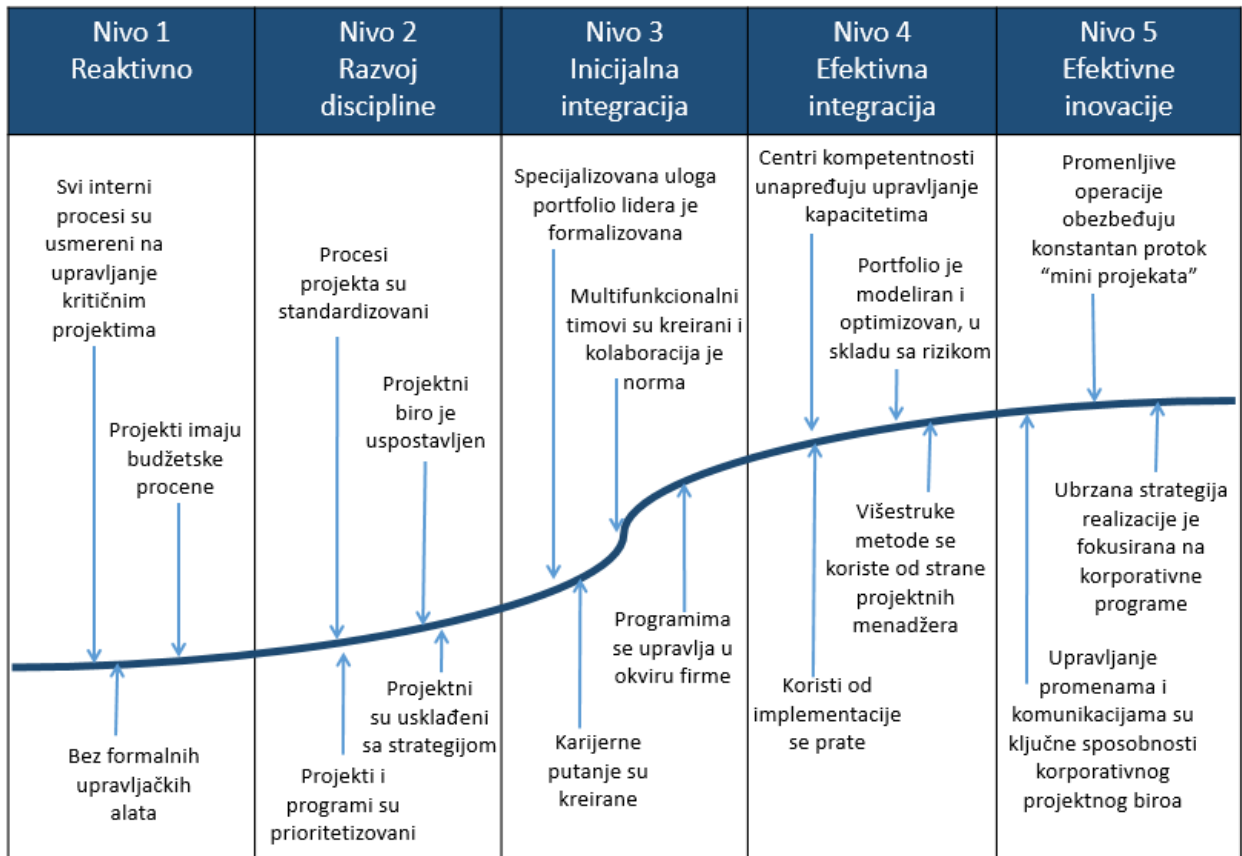 Nivo 1
Reaktivno
Nivo 2
Razvoj
discipline
Nivo 3
Inicijalna
integracija
Nivo 4
Efektivna
integracija
Nivo 5
Efektivne
inovacije
Svi interni
procesi su
usmereni na
upravljanje
kritičnim
projektima
Projekti imaju
budžetske
procene
Bez formalnih
upravljačkih
alata
Procesi
projekta su
standardizovani
Projektni
biro je
uspostavljen
Projektni
su usklađeni
sa strategijom
Projekti i
programi su
prioritetizovani
Specijalizovana uloga
portfolio lidera je
formalizovana
Multifunkcionalni
timovi su kreirani i
kolaboracija je
norma
Programima
se upravlja u
okviru firme
Karijerne
putanje su
kreirane
Centri kompetentnosti
unapređuju upravljanje
kapacitetima
Portfolio je
modeliran i
optimizovan, u
skladu sa rizikom
Višestruke
metode se
koriste od strane
projektnih
menadžera
Koristi od
implementacije
se prate
Promenljive
operacije
obezbeđuju
konstantan protok
“mini projekata”
Ubrzana strategija
realizacije je
fokusirana na
korporativne
programe
Upravljanje
promenama i
komunikacijama su
ključne sposobnosti
korporativnog
projektnog biroa